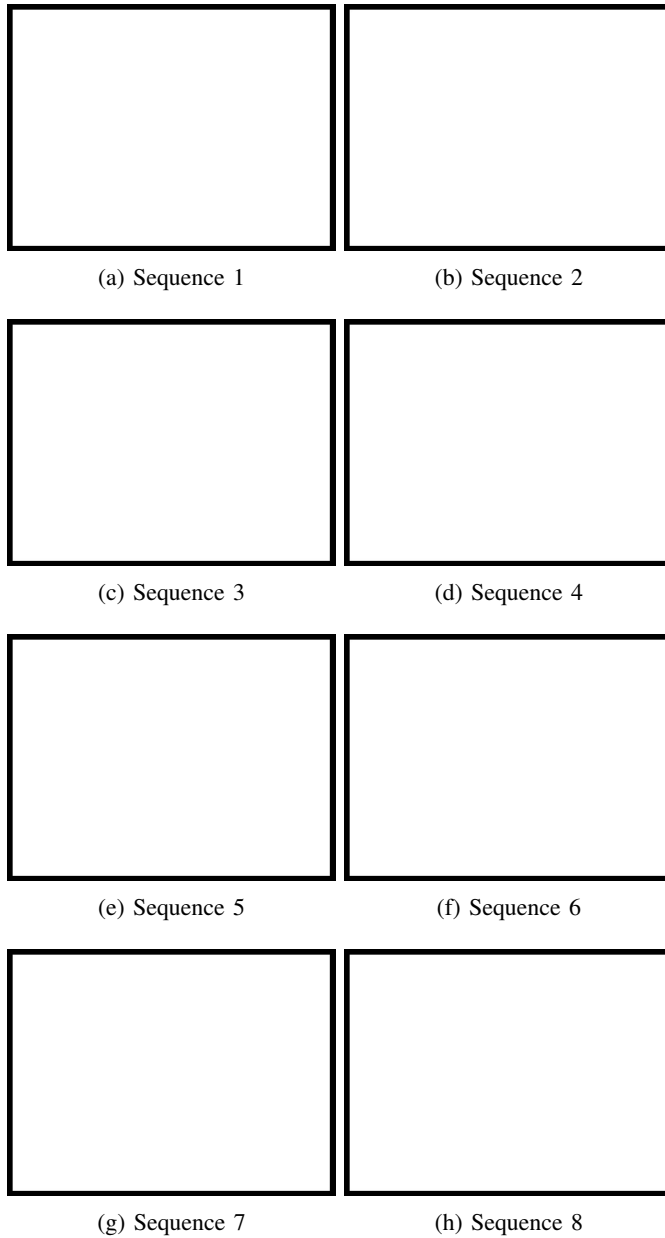 (a) Sequence 1
(b) Sequence 2
(c) Sequence 3
(d) Sequence 4
(e) Sequence 5
(f) Sequence 6
(g) Sequence 7
(h) Sequence 8